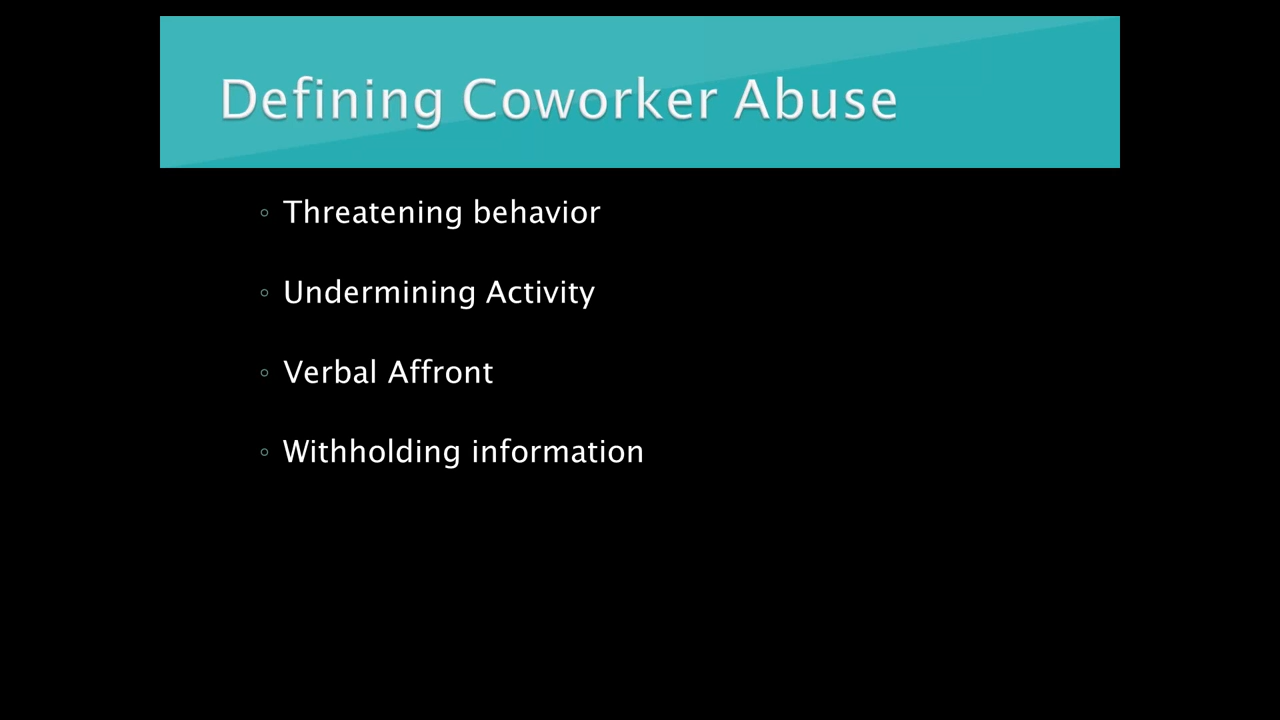 Defining Coworker Abuse
◦ Threatening behavior
◦ Undermining Activity
◦ Verbal Affront
◦ Withholding information